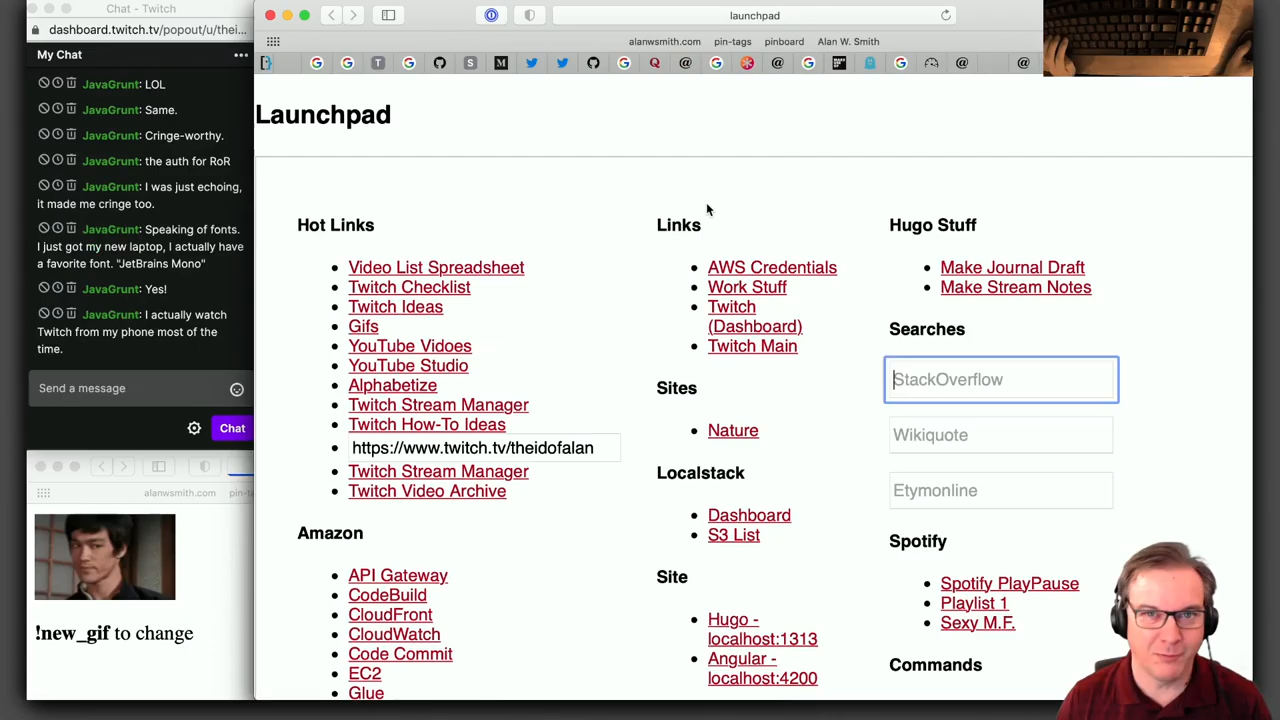 Chat - Twitch
dashboard.twitch.tv/popout/u/thei...
My Chat
JavaGrunt: LOL
JavaGrunt: Same.
JavaGrunt: Cringe-worthy.
JavaGrunt: the auth for RoR
JavaGrunt: I was just echoing,
it made me cringe too.
JavaGrunt: Speaking of fonts.
I just got my new laptop, I actually have
a favorite font. "JetBrains Mono"
JavaGrunt: Yes!
JavaGrunt: I actually watch
Twitch from my phone most of the
time.
Send a message
Chat
alanwsmith.com
pin-ta
!new_gif to change
launchpad
alanwsmith.com
pin-tags
pinboard
Alan W. Smith
Launchpad
Hot Links
Video List Spreadsheet
Twitch Checklist
Twitch Ideas
Gifs
YouTube Vidoes
YouTube Studio
Alphabetize
Twitch Stream Manager
Twitch How-To Ideas
https://www.twitch.tv/theidofalan
Twitch Stream Manager
Twitch Video Archive
Amazon
API Gateway
CodeBuild
CloudFront
CloudWatch
Code Commit
EC2
Glue
Links
AWS Credentials
Work Stuff
Twitch
(Dashboard)
Twitch Main
Sites
Nature
Localstack
Dashboard
S3 List
Site
Hugo -
localhost:1313
Angular -
localhost:4200
Hugo Stuff
Make Journal Draft
Make Stream Notes
Searches
StackOverflow
Wikiquote
Etymonline
Spotify
Spotify PlayPause
Playlist 1
Sexy M.F.
Commands